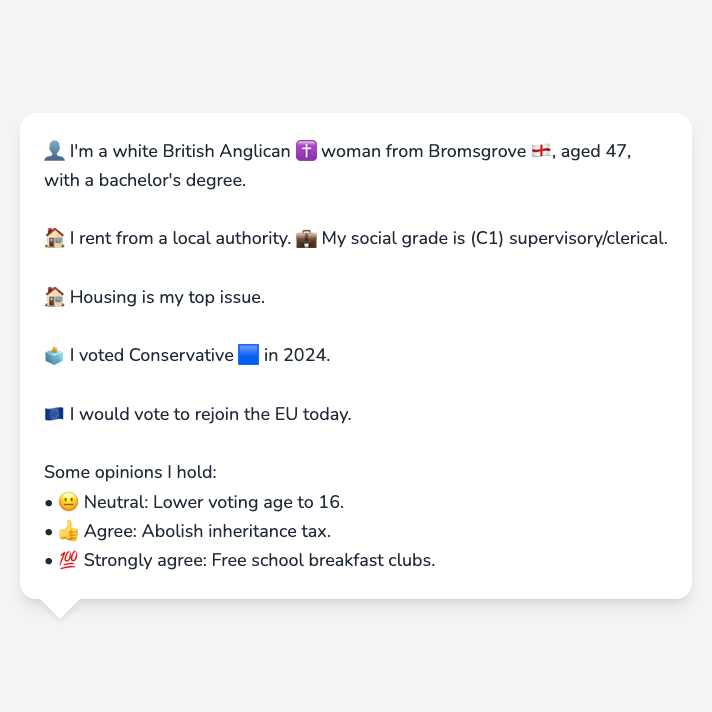 👤 I'm a white British Anglican ✝️ woman from Bromsgrove 🏴󠁧󠁢󠁥󠁮󠁧󠁿, aged 47,
with a bachelor's degree.
🏠 I rent from a local authority. 💼 My social grade is (C1) supervisory/clerical.
🏠 Housing is my top issue.
🗳️ I voted Conservative 🟦 in 2024.
🇪🇺 I would vote to rejoin the EU today.
Some opinions I hold:
• 😐 Neutral: Lower voting age to 16.
• 👍 Agree: Abolish inheritance tax.
• 💯 Strongly agree: Free school breakfast clubs.